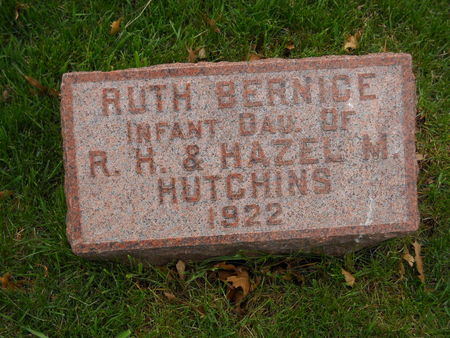 RUTH BERNICE
INFANT DAU. OF
R. H. & HAZEL M.
HUTCHINS
1922